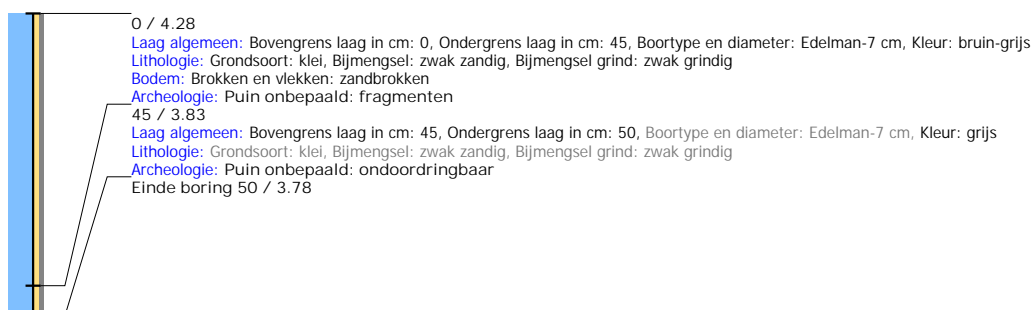 0 / 4.28
Laag algemeen: Bovengrens laag in cm: 0, Ondergrens laag in cm: 45, Boortype en diameter: Edelman-7 cm, Kleur: bruin-grijs
Lithologie: Grondsoort: klei, Bijmengsel: zwak zandig, Bijmengsel grind: zwak grindig
Bodem: Brokken en vlekken: zandbrokken
Archeologie: Puin onbepaald: fragmenten
45 / 3.83
Laag algemeen: Bovengrens laag in cm: 45, Ondergrens laag in cm: 50, Boortype en diameter: Edelman-7 cm, Kleur: grijs
Lithologie: Grondsoort: klei, Bijmengsel: zwak zandig, Bijmengsel grind: zwak grindig
Archeologie: Puin onbepaald: ondoordringbaar
Einde boring 50 / 3.78